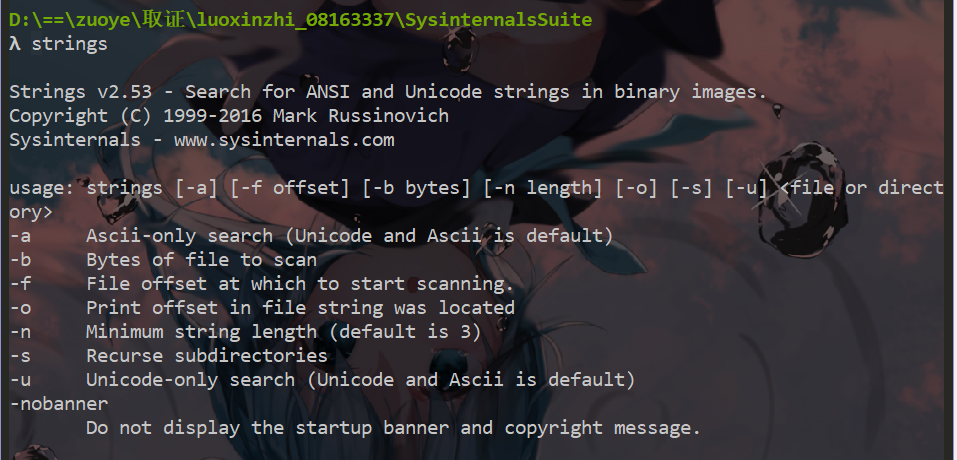 D:\==\zuoye\取证\luoxinzhi_08163337\SysinternalsSuite
λ strings
Strings v2.53 - Search for ANSI and Unicode strings in binary images.
Copyright (C) 1999-2016 Mark Russinovich
Sysinternals - www.sysinternals.com
usage: strings [-a] [-f offset] [-b bytes] [-n length] [-o] [-s] [-u] <file or direct
ory>
-a     Ascii-only search (Unicode and Ascii is default)
-b     Bytes of file to scan
-f     File offset at which to start scanning.
-o     Print offset in file string was located
-n     Minimum string length (default is 3)
-s     Recurse subdirectories
-u     Unicode-only search (Unicode and Ascii is default)
-nobanner
       Do not display the startup banner and copyright message.